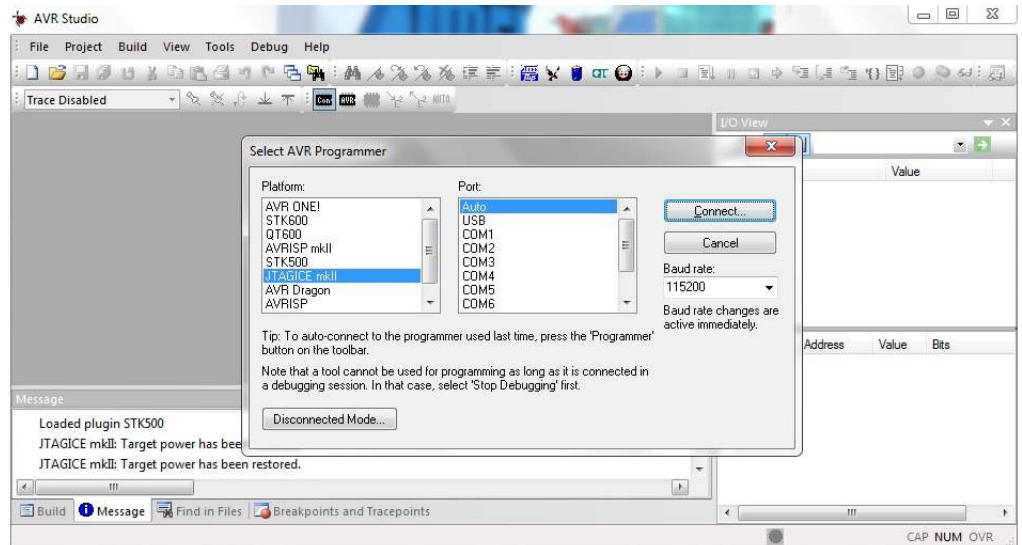 AVR Studio
File Project Build View Tools Debug Help
Trace Disabled
Con AVR AUTO
I/O View
Value
Select AVR Programmer
Platform:
AVR ONE!
STK600
QT600
AVRISP mkII
STK500
JTAGICE mkII
AVR Dragon
AVRISP
Port:
Auto
USB
COM1
COM2
COM3
COM4
COM5
COM6
Connect...
Cancel
Baud rate:
115200
Baud rate changes are
active immediately.
Tip: To auto-connect to the programmer used last time, press the 'Programmer'
button on the toolbar.
Note that a tool cannot be used for programming as long as it is connected in
a debugging session. In that case, select 'Stop Debugging' first.
Disconnected Mode...
Address Value Bits
Message
Loaded plugin STK500
JTAGICE mkII: Target power has bee
JTAGICE mkII: Target power has been restored.
Build Message Find in Files Breakpoints and Tracepoints
CAP NUM OVR